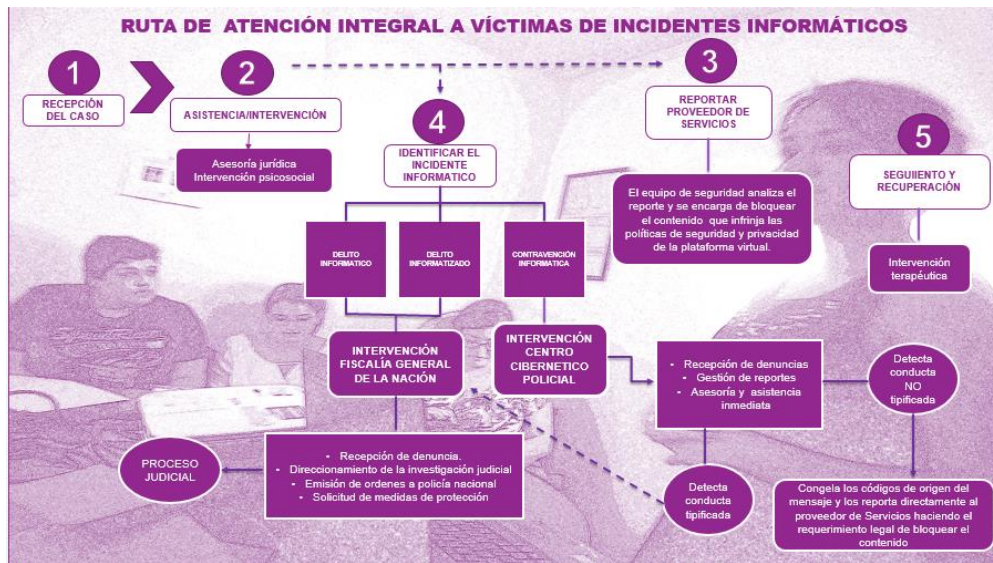 RUTA DE ATENCIÓN INTEGRAL A VÍCTIMAS DE INCIDENTES INFORMÁTICOS
1
RECEPCIÓN
DEL CASO
2
ASISTENCIA/INTERVENCIÓN
Asesoría jurídica
Intervención psicosocial
3
REPORTAR
PROVEEDOR DE
SERVICIOS
El equipo de seguridad analiza el
reporte y se encarga de bloquear
el contenido que infrinja las
políticas de seguridad y privacidad
de la plataforma virtual.
4
IDENTIFICAR EL
INCIDENTE
INFORMATICO
DELITO
INFORMATICO
DELITO
INFORMATIZADO
CONTRAVENCIÓN
INFORMATICA
INTERVENCIÓN
FISCALÍA GENERAL
DE LA NACIÓN
INTERVENCIÓN
CENTRO
CIBERNETICO
POLICIAL
- Recepción de denuncia.
- Direccionamiento de la investigación judicial
- Emisión de ordenes a policía nacional
- Solicitud de medidas de protección
PROCESO
JUDICIAL
- Recepción de denuncias
- Gestión de reportes
- Asesoría y asistencia
inmediata
Detecta
conducta
tipificada
Detecta
conducta
NO
tipificada
Congela los códigos de origen del
mensaje y los reporta directamente al
proveedor de Servicios haciendo el
requerimiento legal de bloquear el
contenido
5
SEGUIIENTO Y
RECUPERACIÓN
Intervención
terapéutica